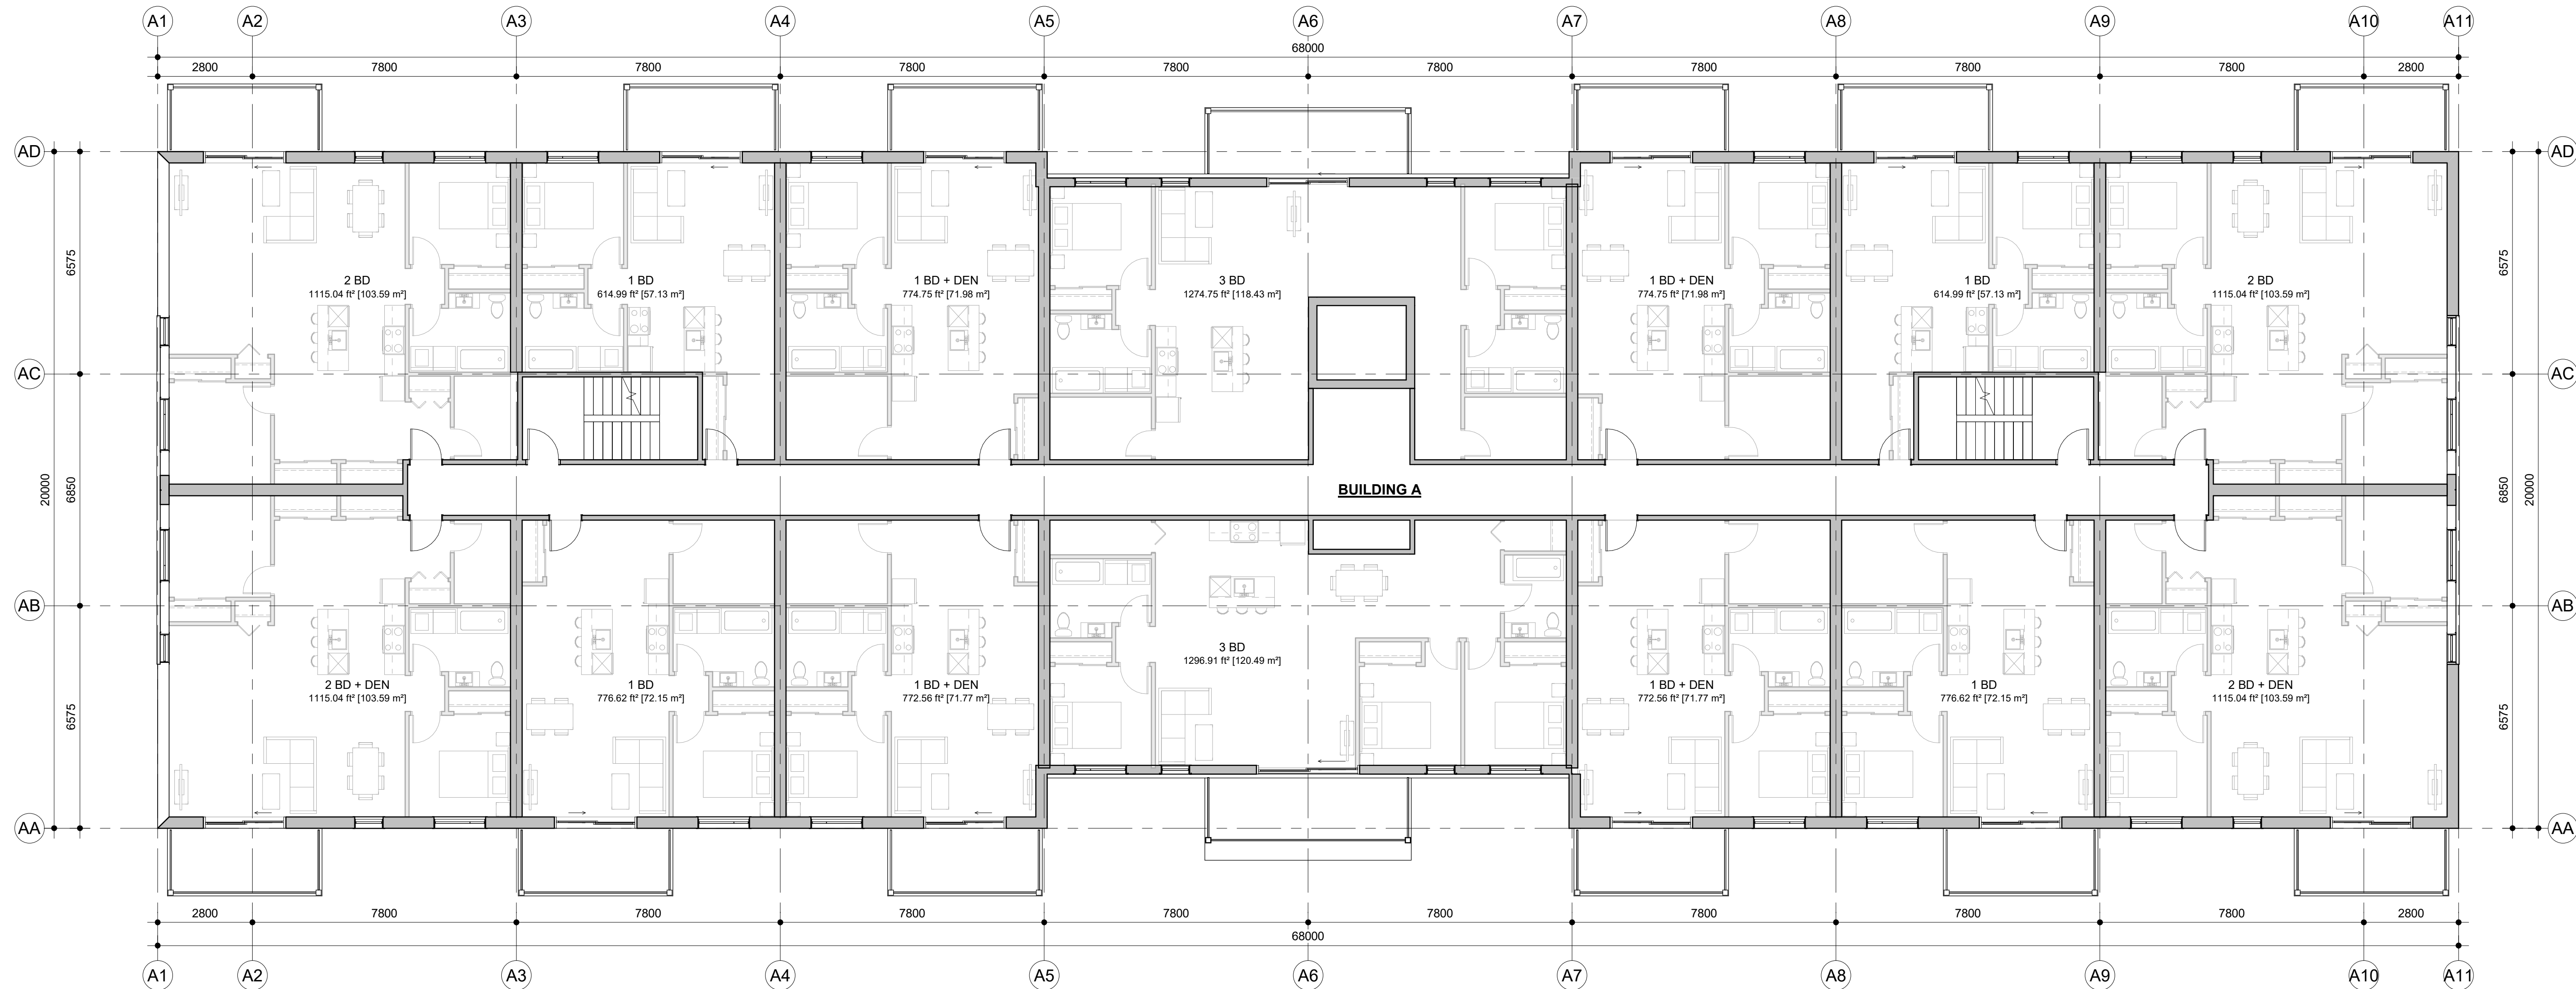 A1 A2 A3 A4 A5 A6 A7 A8 A9 A10 A11
68000
2800 7800 7800 7800 7800 7800 7800 7800 7800 2800
AD AD
6575 6575
2 BD
1115.04 ft² [103.59 m²]
1 BD
614.99 ft² [57.13 m²]
1 BD + DEN
774.75 ft² [71.98 m²]
3 BD
1274.75 ft² [118.43 m²]
1 BD + DEN
774.75 ft² [71.98 m²]
1 BD
614.99 ft² [57.13 m²]
2 BD
1115.04 ft² [103.59 m²]
AC AC
20000 6850 6850 20000
BUILDING A
AB AB
2 BD + DEN
1115.04 ft² [103.59 m²]
1 BD
776.62 ft² [72.15 m²]
1 BD + DEN
772.56 ft² [71.77 m²]
3 BD
1296.91 ft² [120.49 m²]
1 BD + DEN
772.56 ft² [71.77 m²]
1 BD
776.62 ft² [72.15 m²]
2 BD + DEN
1115.04 ft² [103.59 m²]
6575 6575
AA AA
2800 7800 7800 7800 7800 7800 7800 7800 7800 2800
68000
A1 A2 A3 A4 A5 A6 A7 A8 A9 A10 A11